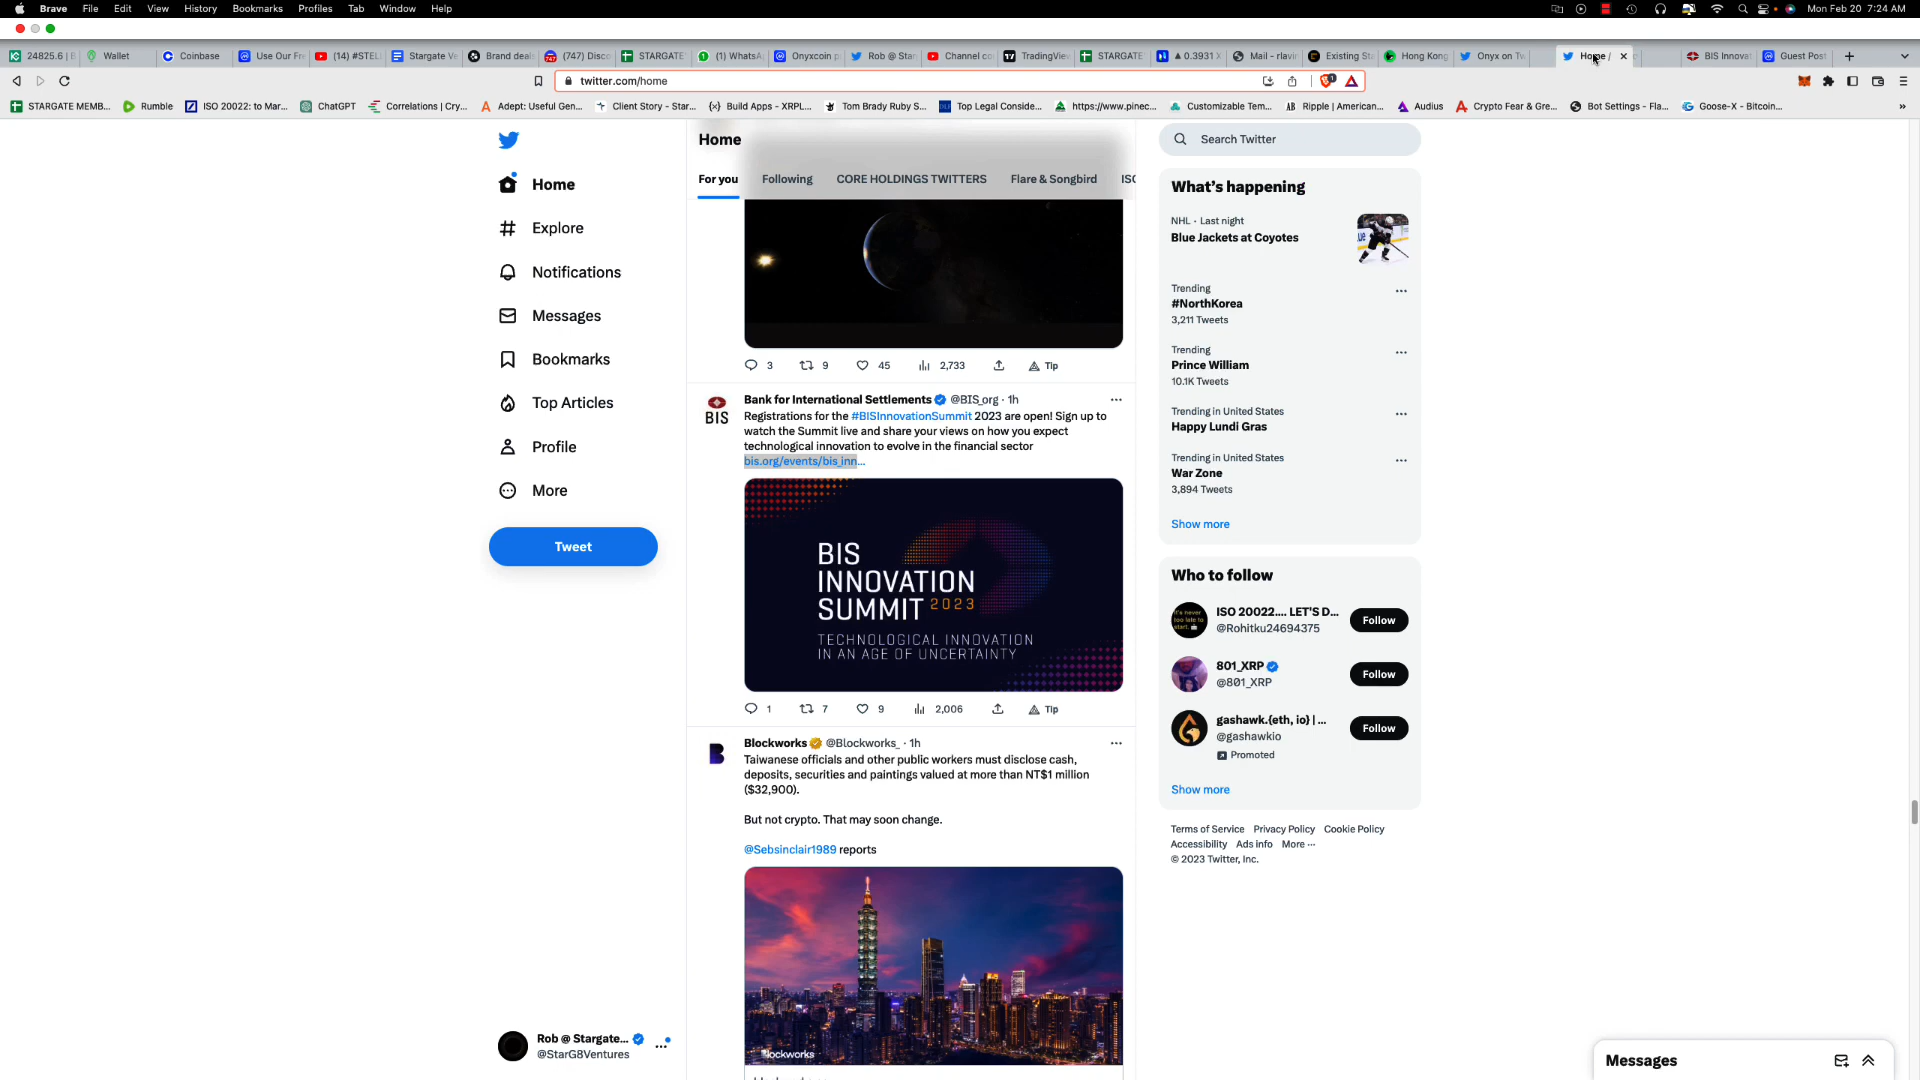 Brave File Edit View History Bookmarks Profiles Tab Window Help
Mon Feb 20 7:24 AM
24825.6 | B
Wallet
Coinbase
Use Our Fre
(14) #STEL
Stargate Ve
Brand deals
(747) Disco
STARGATE
(1) WhatsA
Onyxcoin p
Rob @ Star
Channel co
TradingView
STARGATE
▲ 0.3931 X
Mail - rlavin
Existing Sta
Hong Kong
Onyx on Tw
Home /
BIS Innovat
Guest Post
twitter.com/home
STARGATE MEMB...
Rumble
ISO 20022: to Mar...
ChatGPT
Correlations | Cry...
Adept: Useful Gen...
Client Story - Star...
Build Apps - XRPL...
Tom Brady Ruby S...
Top Legal Conside...
https://www.pinec...
Customizable Tem...
Ripple | American...
Audius
Crypto Fear & Gre...
Bot Settings - Fla...
Goose-X - Bitcoin...
Home
Explore
Notifications
Messages
Bookmarks
Top Articles
Profile
More
Tweet
Rob @ Stargate...
@StarG8Ventures
Home
For you Following CORE HOLDINGS TWITTERS Flare & Songbird ISO
3 9 45 2,733 Tip
BIS
Bank for International Settlements @BIS_org · 1h
Registrations for the #BISInnovationSummit 2023 are open! Sign up to
watch the Summit live and share your views on how you expect
technological innovation to evolve in the financial sector
bis.org/events/bis_inn...
BIS
INNOVATION
SUMMIT 2023
TECHNOLOGICAL INNOVATION
IN AN AGE OF UNCERTAINTY
1 7 9 2,006 Tip
Blockworks @Blockworks_ · 1h
Taiwanese officials and other public workers must disclose cash,
deposits, securities and paintings valued at more than NT$1 million
($32,900).
But not crypto. That may soon change.
@Sebsinclair1989 reports
Blockworks
Search Twitter
What's happening
NHL · Last night
Blue Jackets at Coyotes
Trending
#NorthKorea
3,211 Tweets
Trending
Prince William
10.1K Tweets
Trending in United States
Happy Lundi Gras
Trending in United States
War Zone
3,894 Tweets
Show more
Who to follow
ISO 20022.... LET'S D...
@Rohitku24694375
Follow
801_XRP
@801_XRP
Follow
gashawk.{eth, io} | ...
@gashawkio
Follow
Promoted
Show more
Terms of Service Privacy Policy Cookie Policy
Accessibility Ads info More ···
© 2023 Twitter, Inc.
Messages